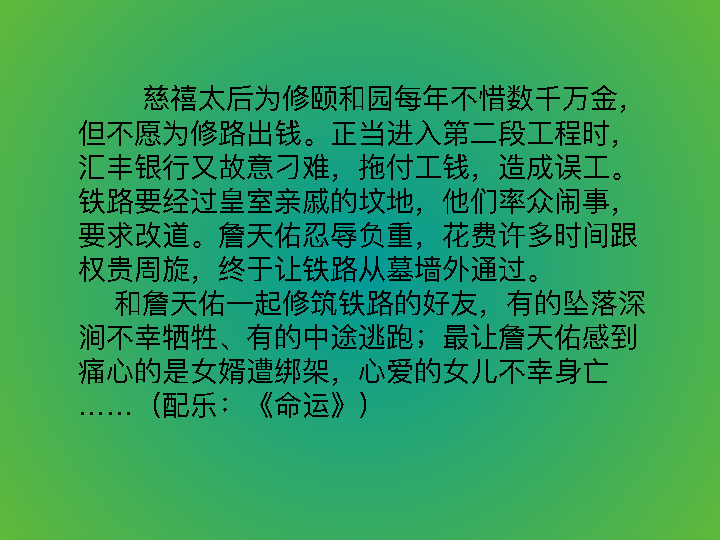 慈禧太后为修颐和园每年不惜数千万金，
但不愿为修路出钱。正当进入第二段工程时，
汇丰银行又故意刁难，拖付工钱，造成误工。
铁路要经过皇室亲戚的坟地，他们率众闹事，
要求改道。詹天佑忍辱负重，花费许多时间跟
权贵周旋，终于让铁路从墓墙外通过。
和詹天佑一起修筑铁路的好友，有的坠落深
涧不幸牺牲、有的中途逃跑；最让詹天佑感到
痛心的是女婿遭绑架，心爱的女儿不幸身亡
……（配乐：《命运》）